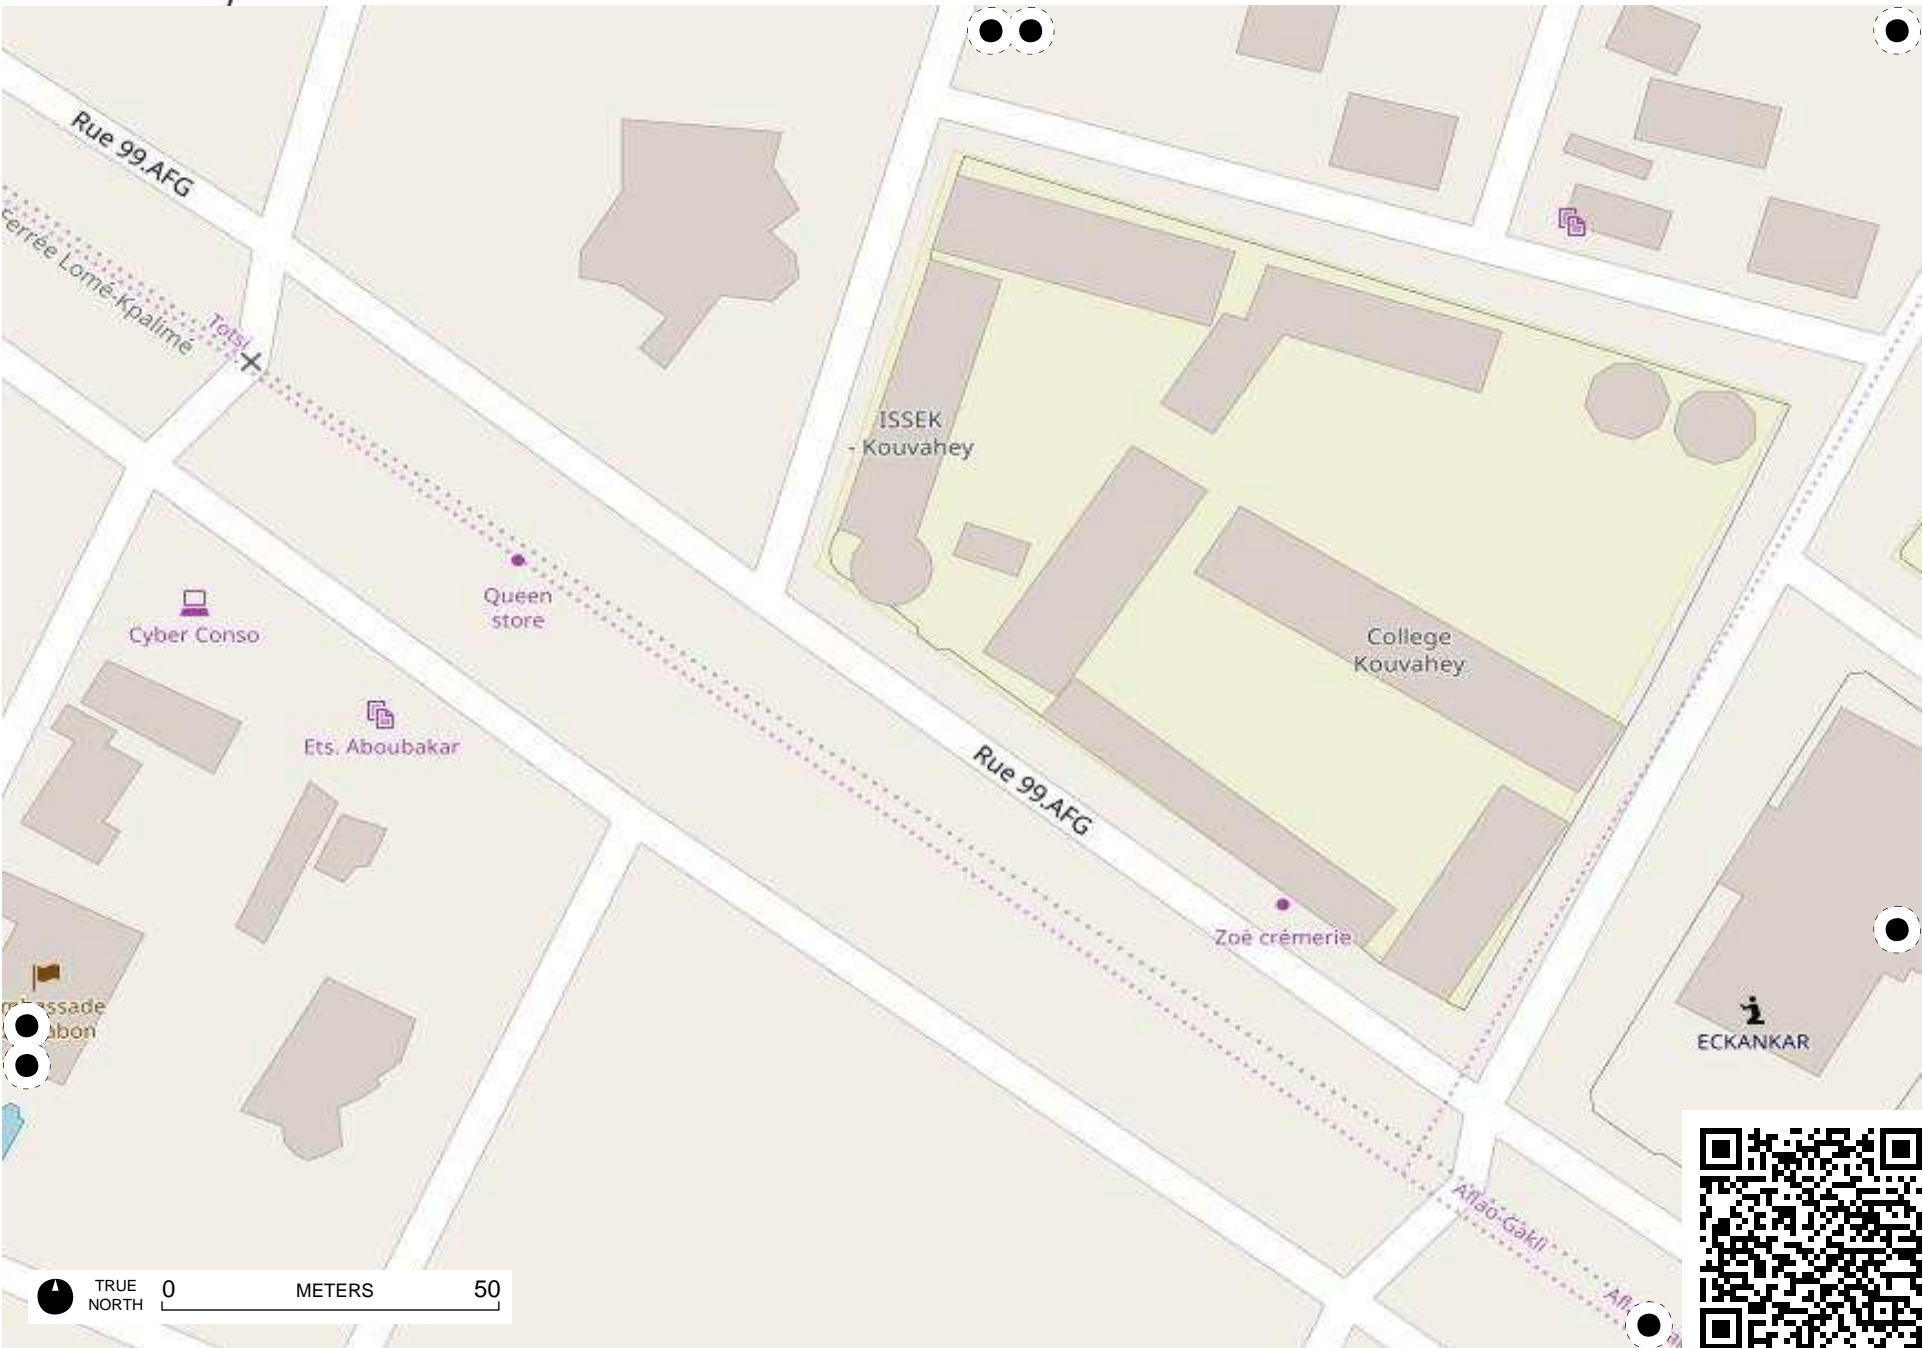 Rue 99.AFG
Ferrée Lomé-Kpalimé
Totsi
ISSEK
- Kouvahey
Queen
store
Cyber Conso
College
Kouvahey
Ets. Aboubakar
Rue 99.AFG
Zoé crèmerie
ECKANKAR
Aflao-Gakli
TRUE
NORTH
0 METERS 50